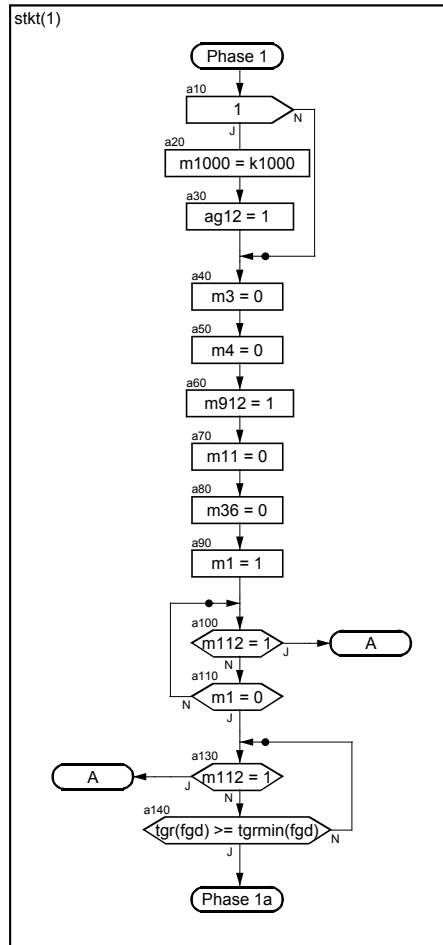 stkt(1)
Phase 1
a10
1
N
J
a20
m1000 = k1000
a30
ag12 = 1
a40
m3 = 0
a50
m4 = 0
a60
m912 = 1
a70
m11 = 0
a80
m36 = 0
a90
m1 = 1
a100
m112 = 1
J
A
N
a110
m1 = 0
N
J
a130
A
m112 = 1
J
N
a140
tgr(fgd) >= tgrmin(fgd)
N
J
Phase 1a